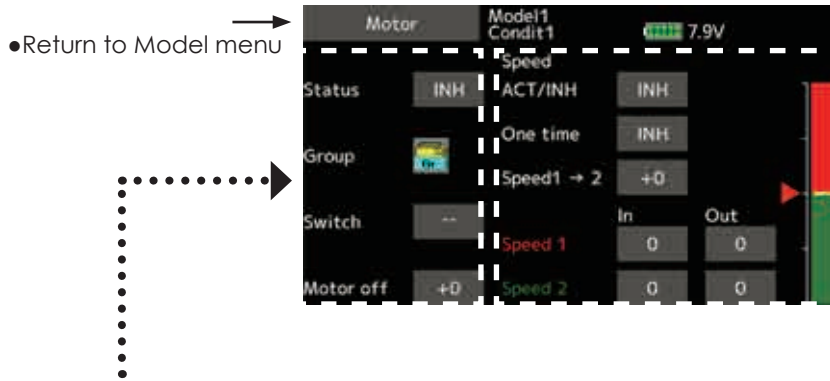 Motor
Model1
Condit1
7.9V
●Return to Model menu
Status INH
Group
Switch --
Motor off +0
Speed
ACT/INH INH
One time INH
Speed1 → 2 +0
In Out
Speed 1 0 0
Speed 2 0 0